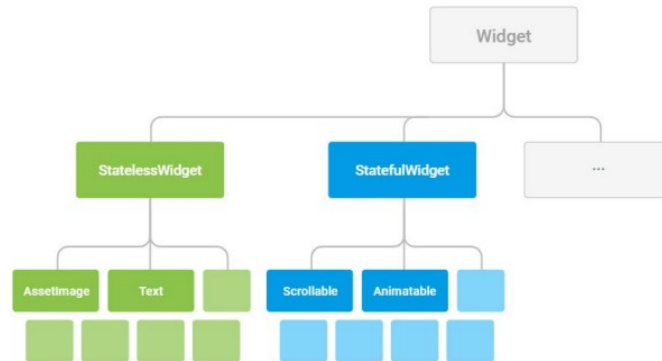 Widget
StatelessWidget
StatefulWidget
...
AssetImage
Text
Scrollable
Animatable